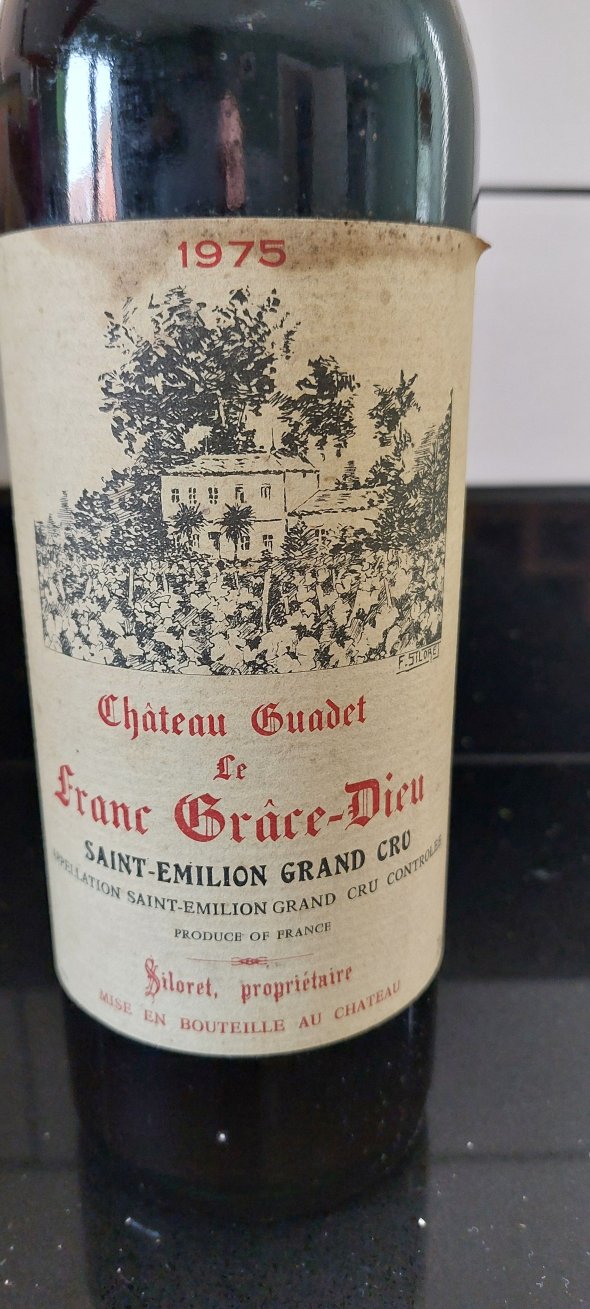 1975
F. SILORET
Château Guadet
Le
Franc Grâce-Dieu
SAINT-EMILION GRAND CRU
APPELLATION SAINT-EMILION GRAND CRU CONTROLÉE
PRODUCE OF FRANCE
Siloret, propriétaire
MISE EN BOUTEILLE AU CHATEAU